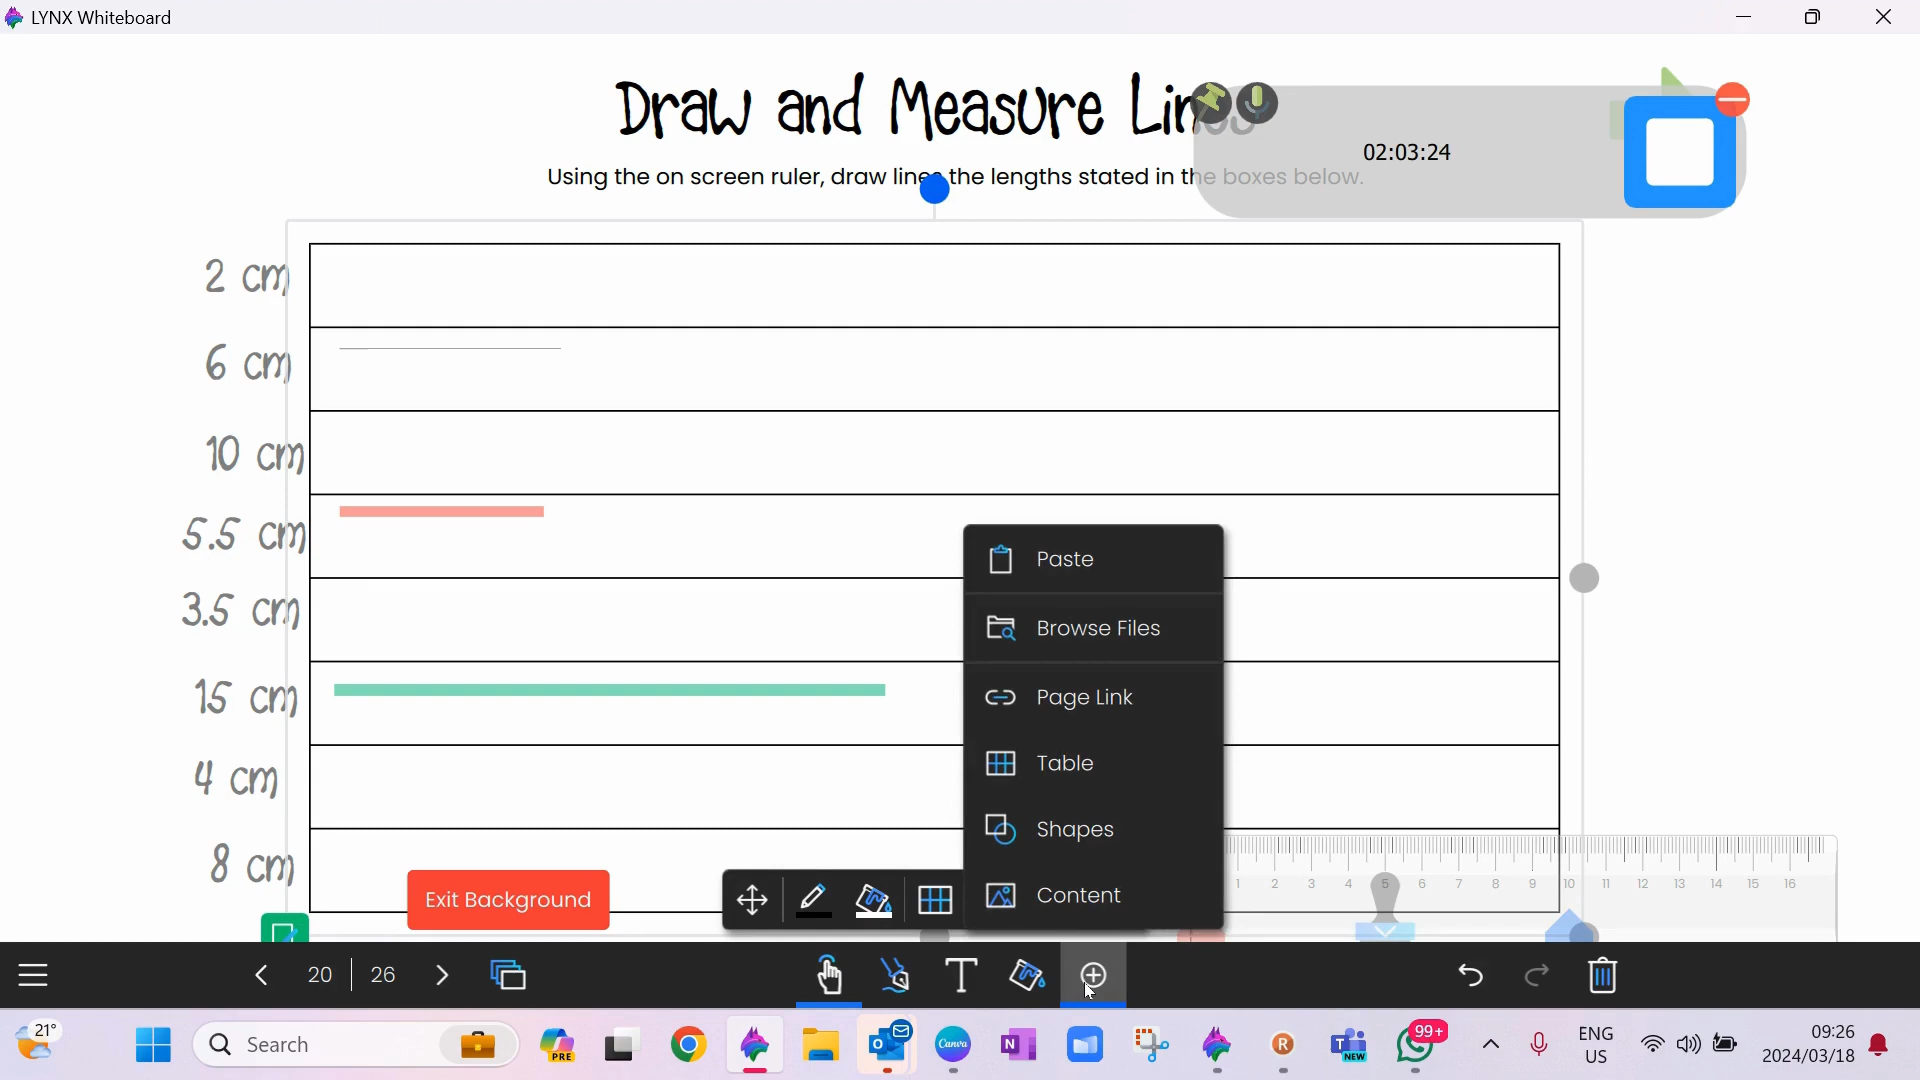 LYNX Whiteboard
Draw and Measure Lines
02:03:24
Using the on screen ruler, draw lines the lengths stated in the boxes below.
2 cm
6 cm
10 cm
5.5 cm
3.5 cm
15 cm
4 cm
8 cm
Paste
Browse Files
Page Link
Table
Shapes
Content
1 2 3 4 5 6 7 8 9 10 11 12 13 14 15 16
Exit Background
20 26
21°
Search
PRE
NEW
99+
ENG
US
09:26
2024/03/18